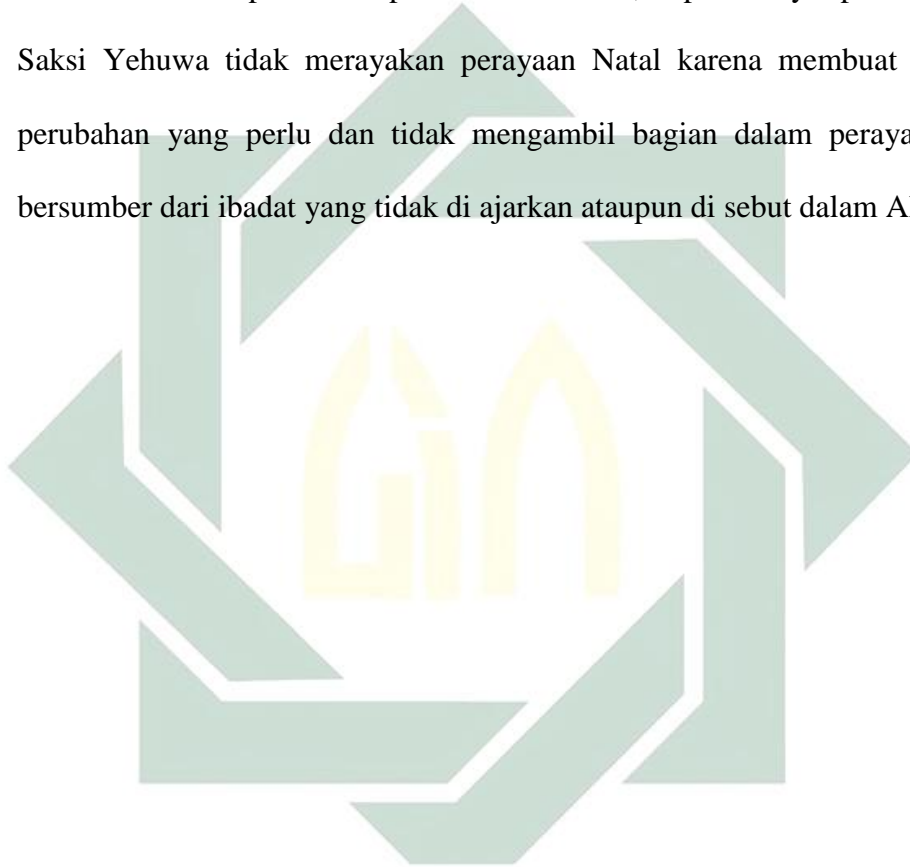 Saksi Yehuwa tidak merayakan perayaan Natal karena membuat
perubahan yang perlu dan tidak mengambil bagian dalam
bersumber dari ibadat yang tidak di ajarkan ataupun di sebut dalam